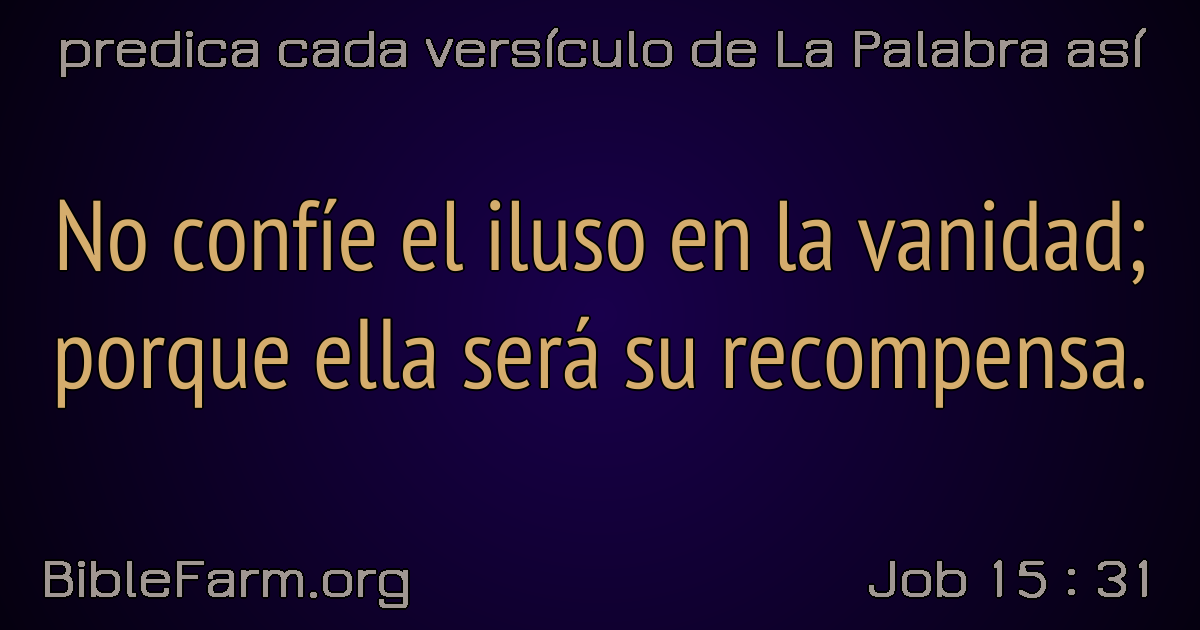 predica cada versículo de La Palabra así
No confíe el iluso en la vanidad;
porque ella será su recompensa.
BibleFarm.org
Job 15 : 31